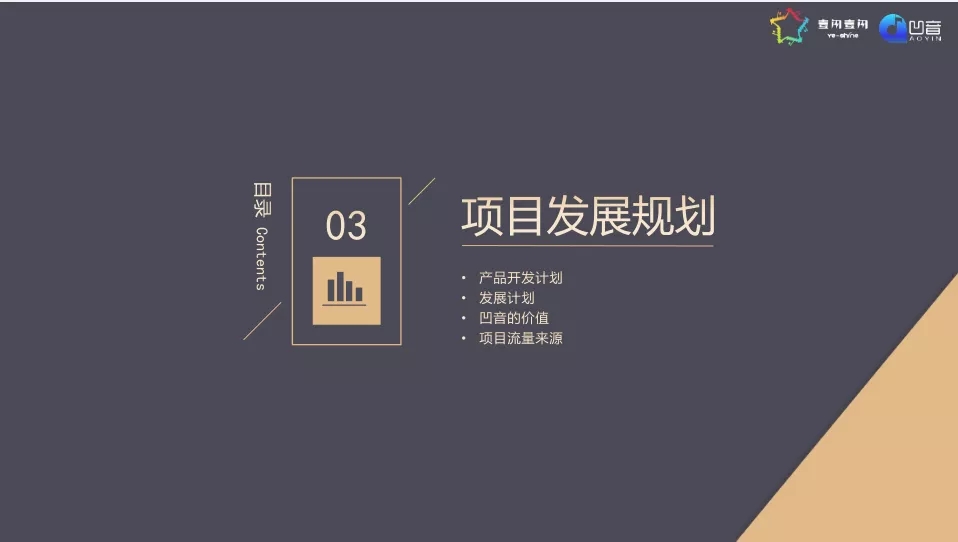 壹闪壹闪
ye-shine
凹音
AOYIN
目录 Contents
03
项目发展规划
• 产品开发计划
• 发展计划
• 凹音的价值
• 项目流量来源